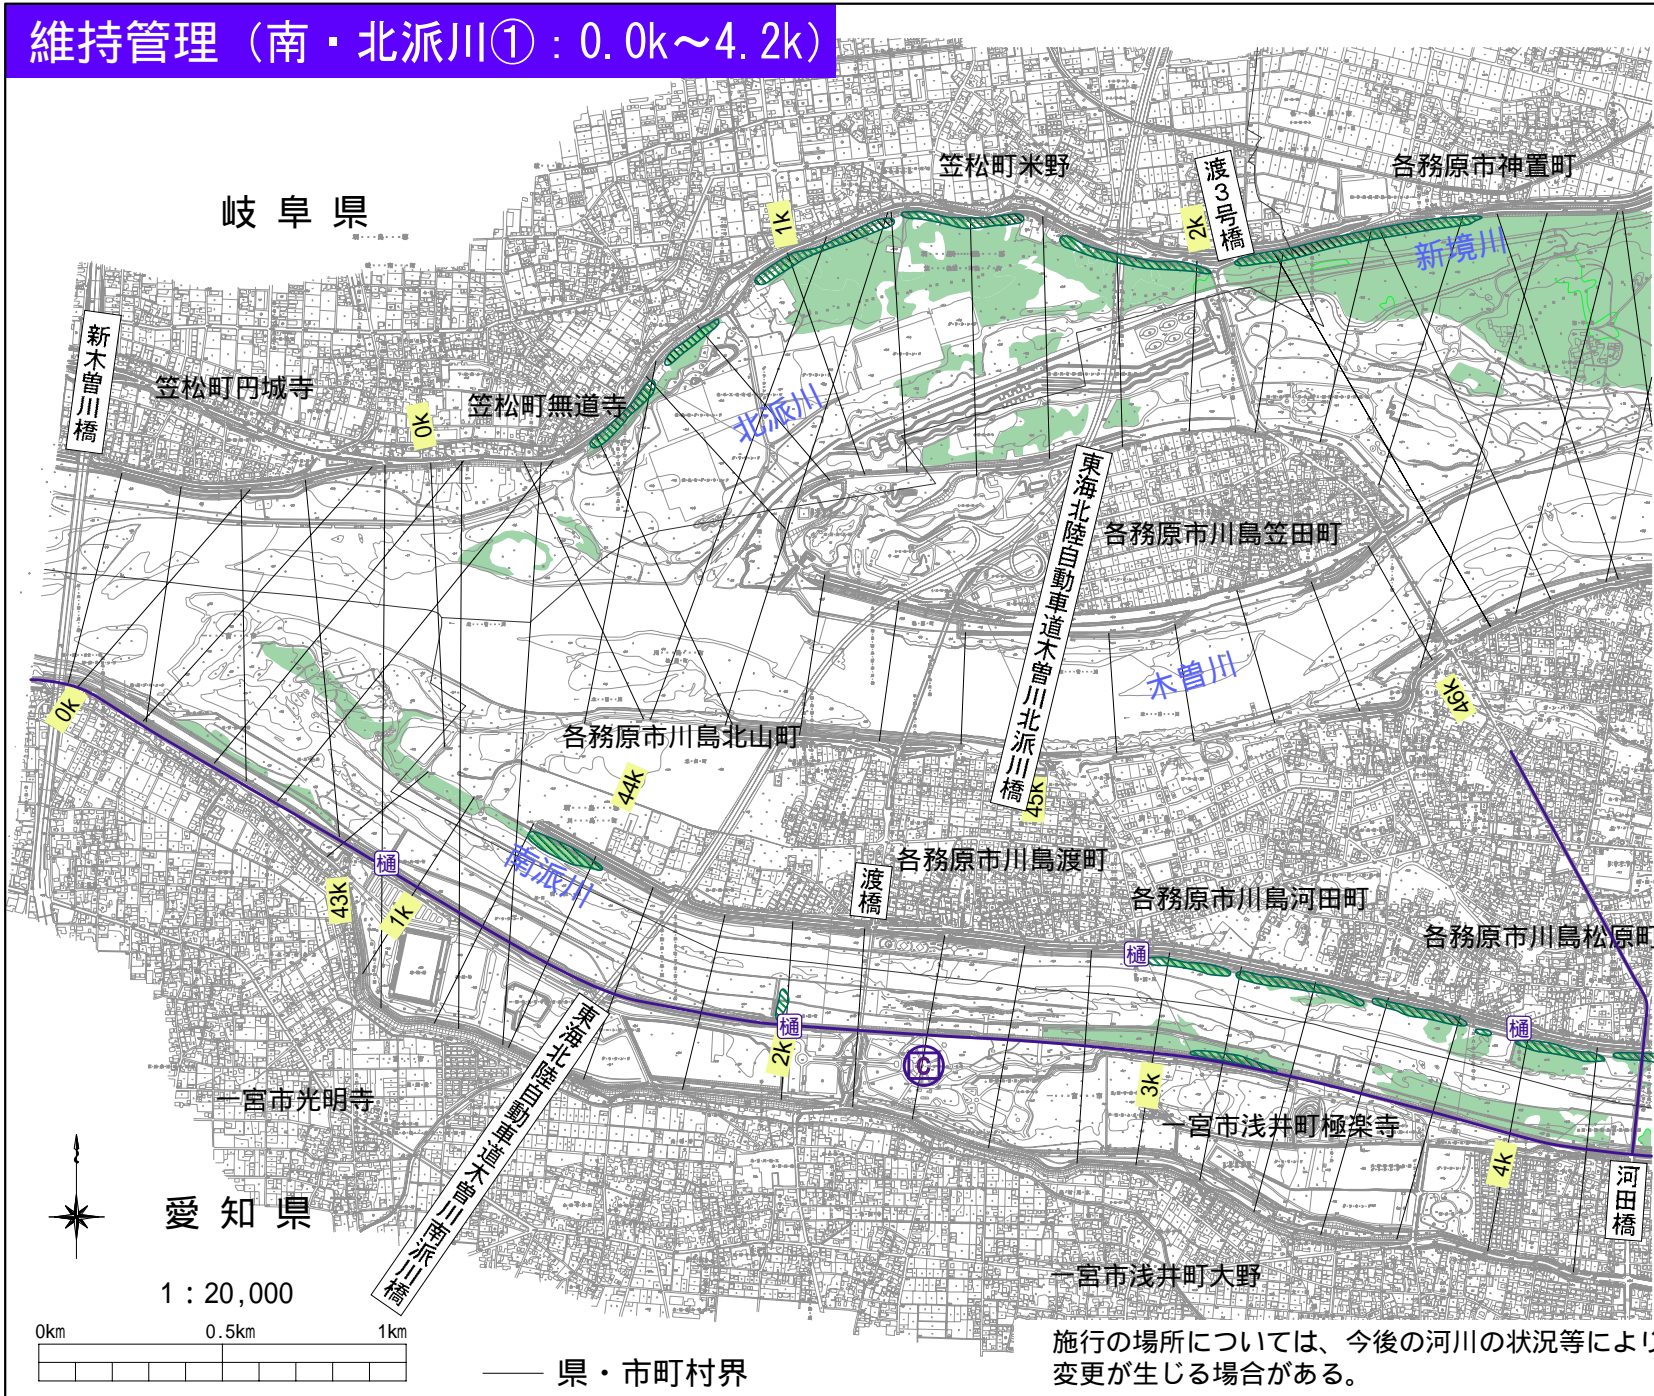 維持管理（南・北派川①：0.0k～4.2k）
岐阜県
笠松町米野
渡３号橋
各務原市神置町
1k
2k
新境川
新木曽川橋
笠松町円城寺
0k
笠松町無道寺
北派川
東海北陸自動車道木曽川北派川橋
各務原市川島笠田町
木曽川
46k
0k
各務原市川島北山町
44k
45k
各務原市川島渡町
南派川
渡橋
各務原市川島河田町
各務原市川島松原町
樋
43k
1k
樋
樋
樋
2k
C
3k
東海北陸自動車道木曽川南派川橋
一宮市光明寺
一宮市浅井町極楽寺
4k
河田橋
愛知県
一宮市浅井町大野
1：20,000
0km 0.5km 1km
県・市町村界
施行の場所については、今後の河川の状況等により
変更が生じる場合がある。